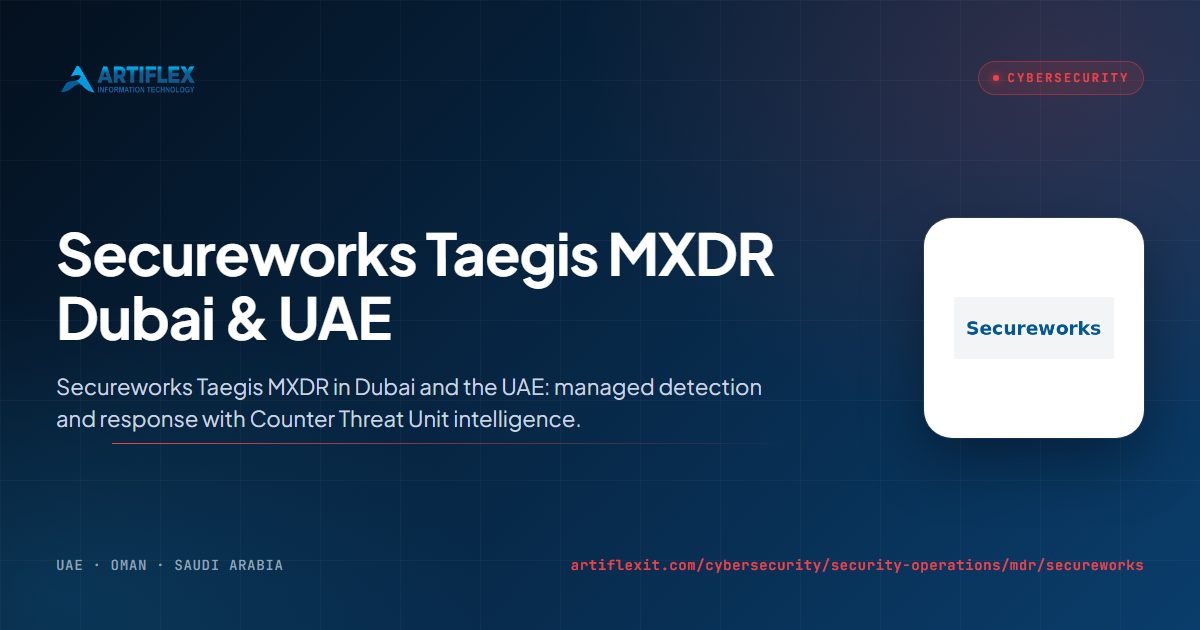 ARTIFLEX
INFORMATION TECHNOLOGY
CYBERSECURITY
Secureworks Taegis MXDR
Dubai & UAE
Secureworks Taegis MXDR in Dubai and the UAE: managed detection
and response with Counter Threat Unit intelligence.
Secureworks
UAE · OMAN · SAUDI ARABIA
artiflexit.com/cybersecurity/security-operations/mdr/secureworks